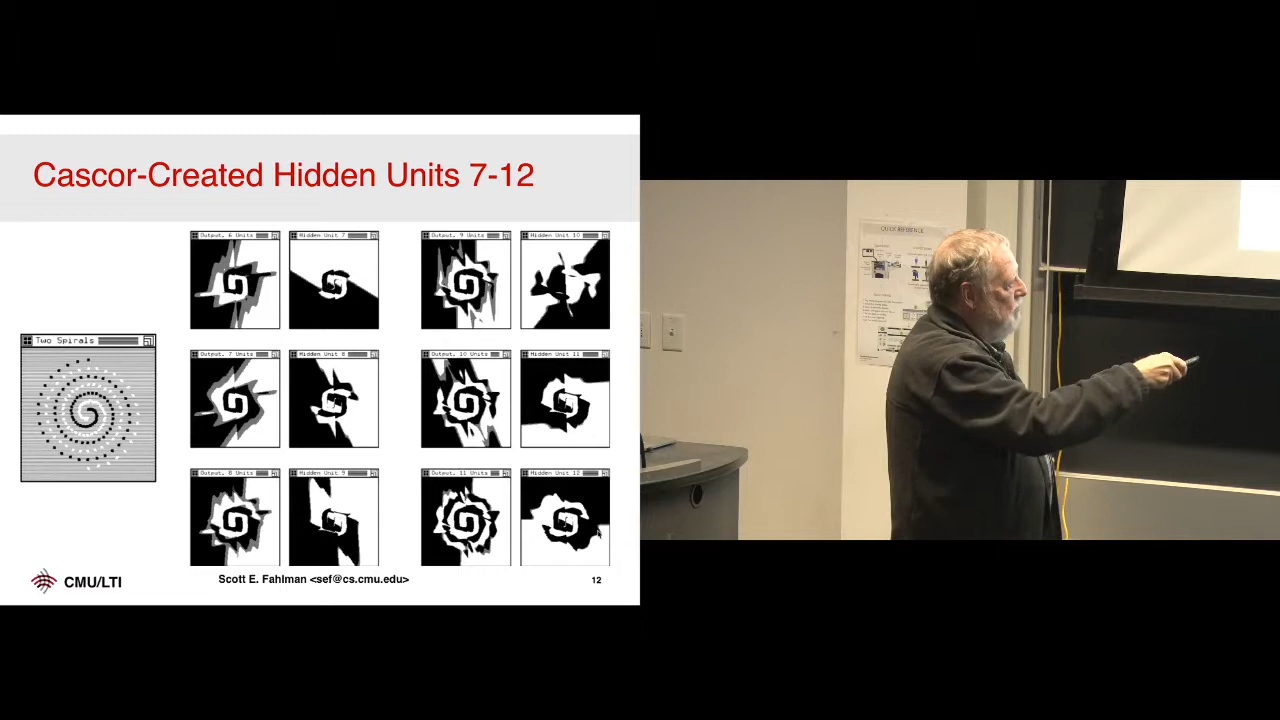 Cascor-Created Hidden Units 7-12
Output, 6 Units
Hidden Unit 7
Output, 9 Units
Hidden Unit 10
Two Spirals
Output, 7 Units
Hidden Unit 8
Output, 10 Units
Hidden Unit 11
Output, 8 Units
Hidden Unit 9
Output, 11 Units
Hidden Unit 12
CMU/LTI
Scott E. Fahlman <sef@cs.cmu.edu>
12
QUICK REFERENCE